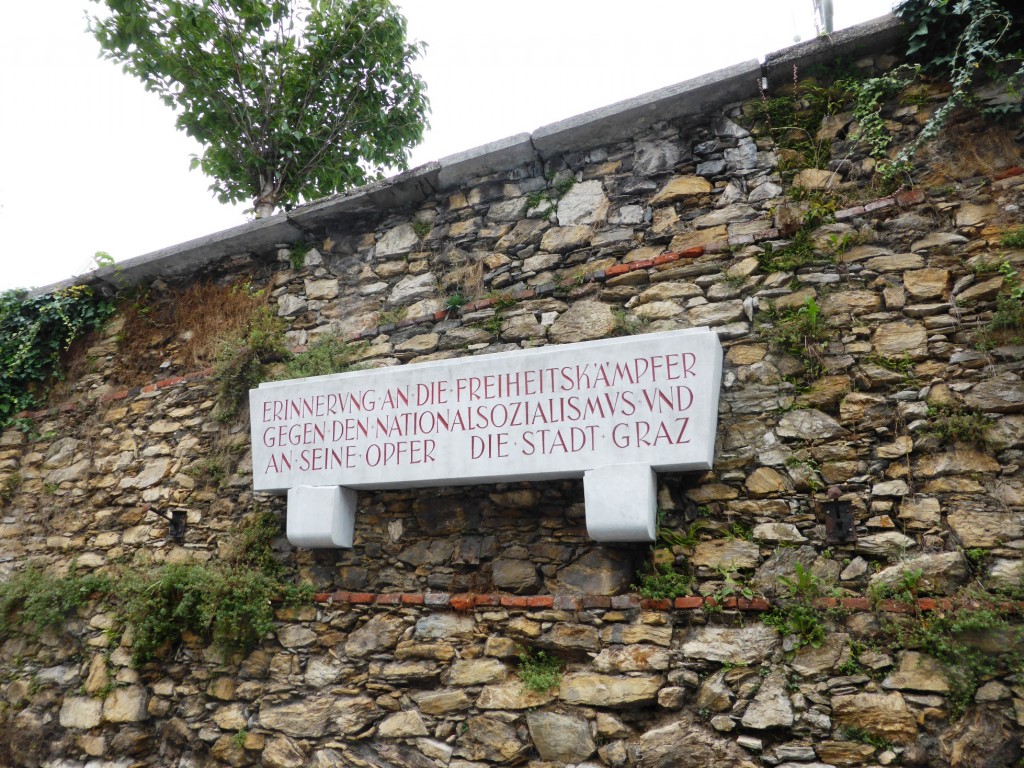 ERINNERVNG·AN·DIE·FREIHEITSKÄMPFER
GEGEN·DEN·NATIONALSOZIALISMVS·VND
AN·SEINE·OPFER DIE·STADT·GRAZ